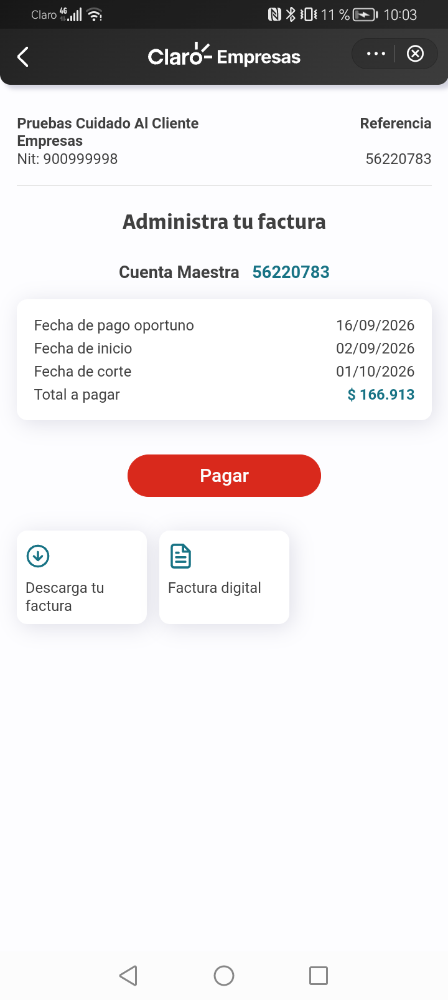 Claro 4G 11 % 10:03
Claro Empresas
Pruebas Cuidado Al Cliente
Empresas
Nit: 900999998
Referencia
56220783
Administra tu factura
Cuenta Maestra 56220783
Fecha de pago oportuno 16/09/2026
Fecha de inicio 02/09/2026
Fecha de corte 01/10/2026
Total a pagar $ 166.913
Pagar
Descarga tu
factura
Factura digital